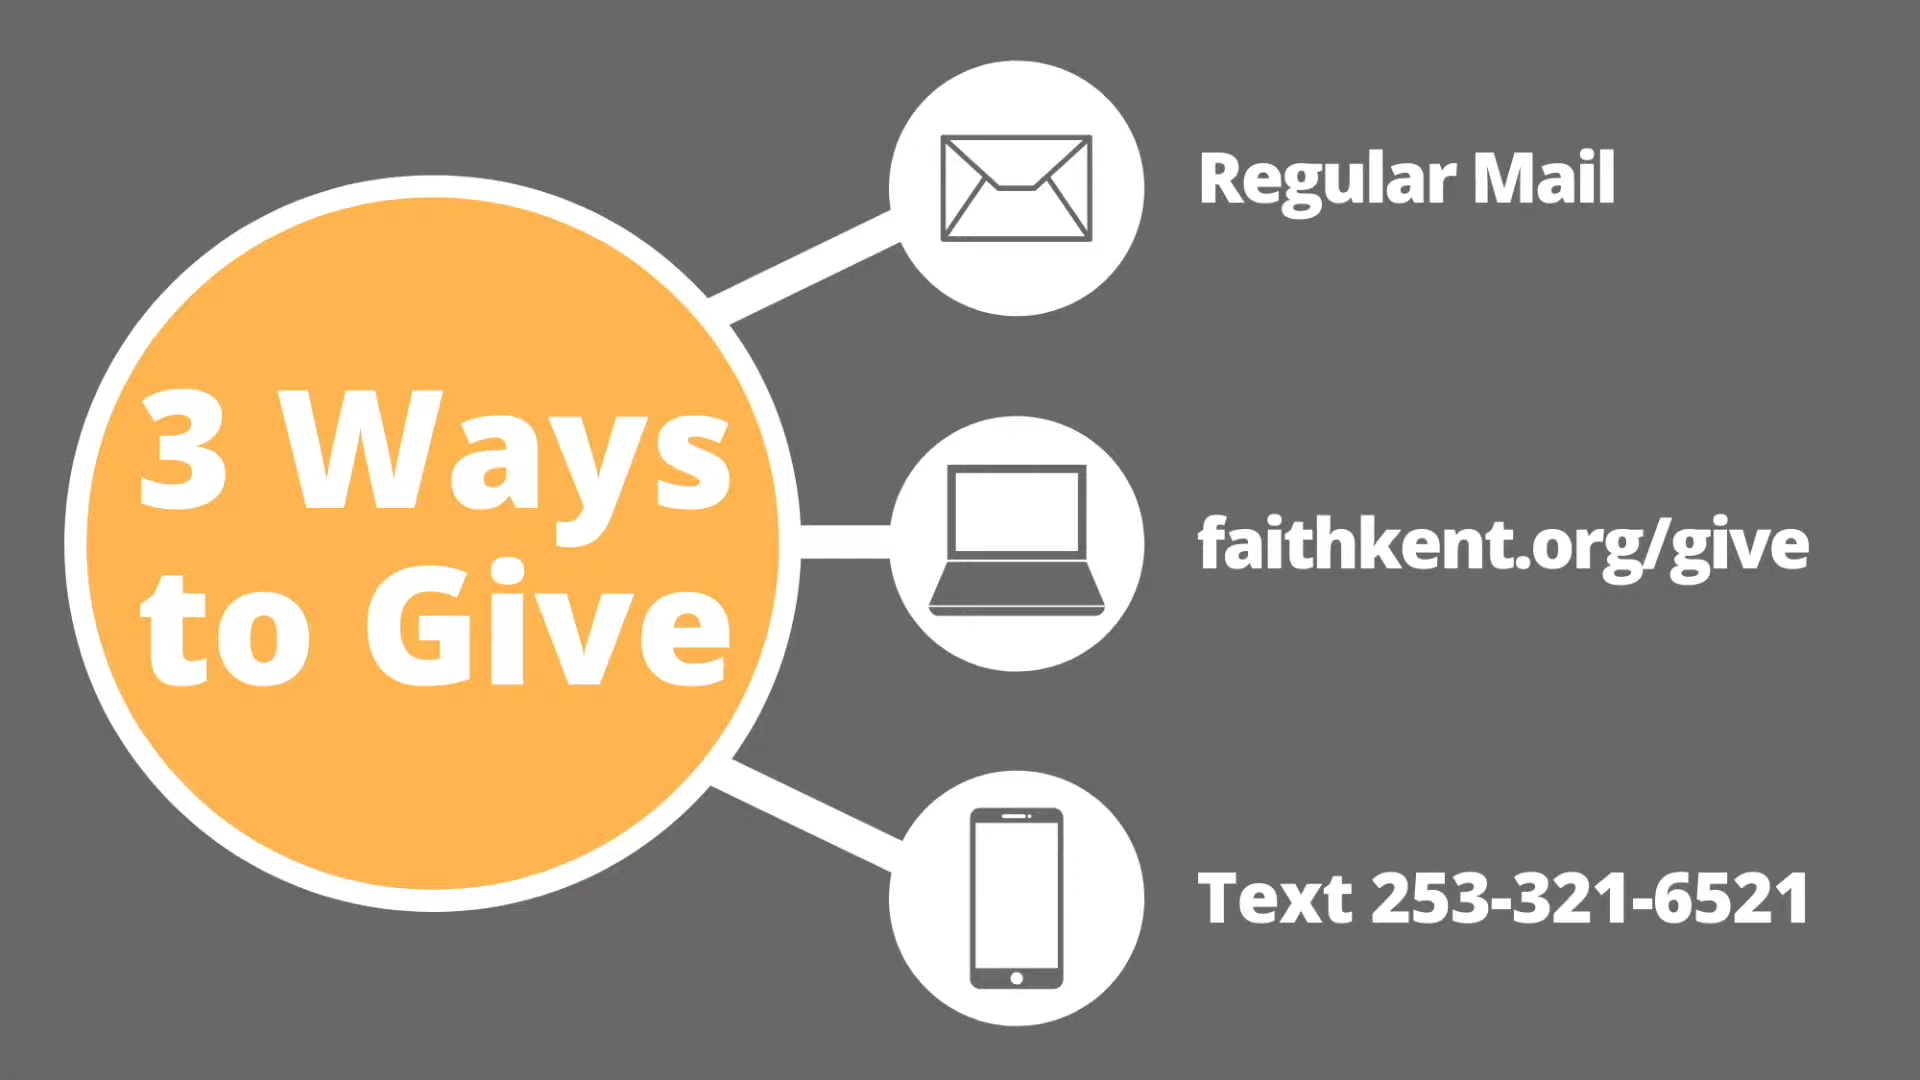 3 Ways
to Give
Regular Mail
faithkent.org/give
Text 253-321-6521